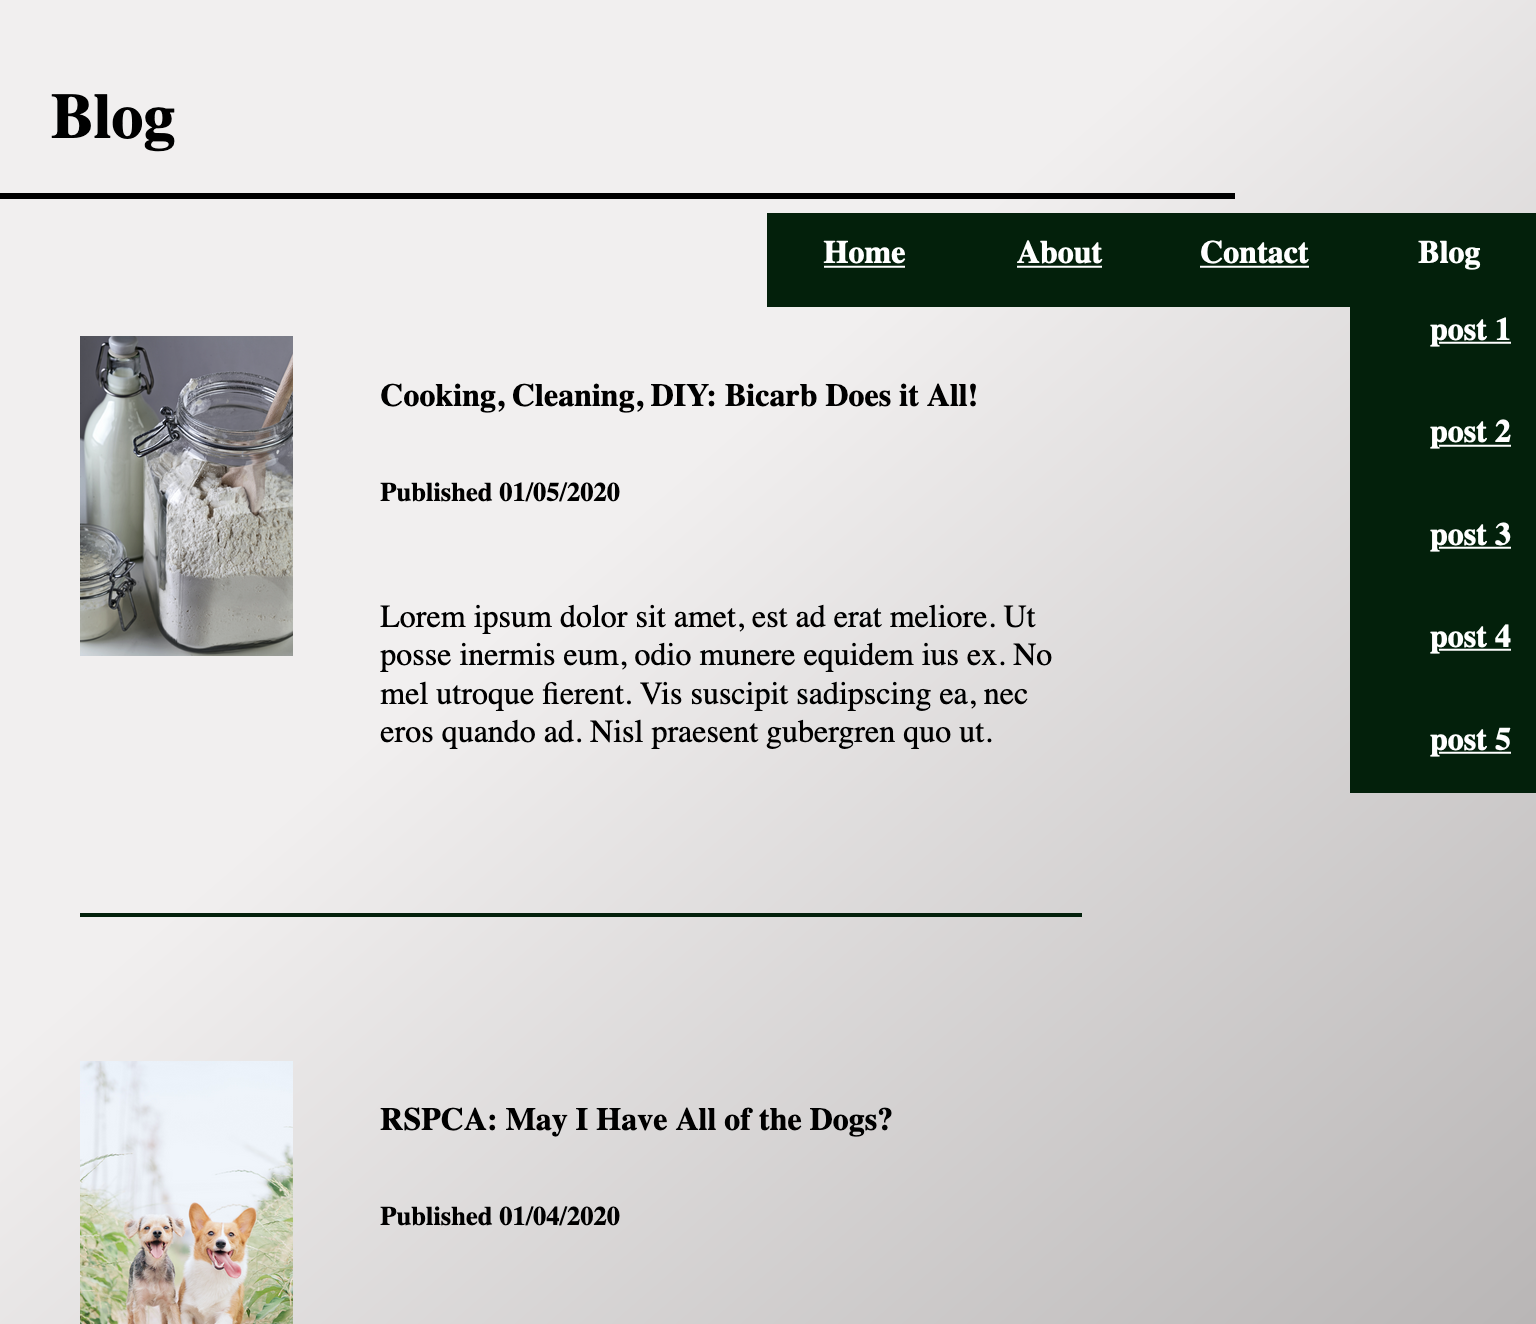 Blog
Home About Contact Blog
post 1
post 2
post 3
post 4
post 5
Cooking, Cleaning, DIY: Bicarb Does it All!
Published 01/05/2020
Lorem ipsum dolor sit amet, est ad erat meliore. Ut
posse inermis eum, odio munere equidem ius ex. No
mel utroque fierent. Vis suscipit sadipscing ea, nec
eros quando ad. Nisl praesent gubergren quo ut.
RSPCA: May I Have All of the Dogs?
Published 01/04/2020